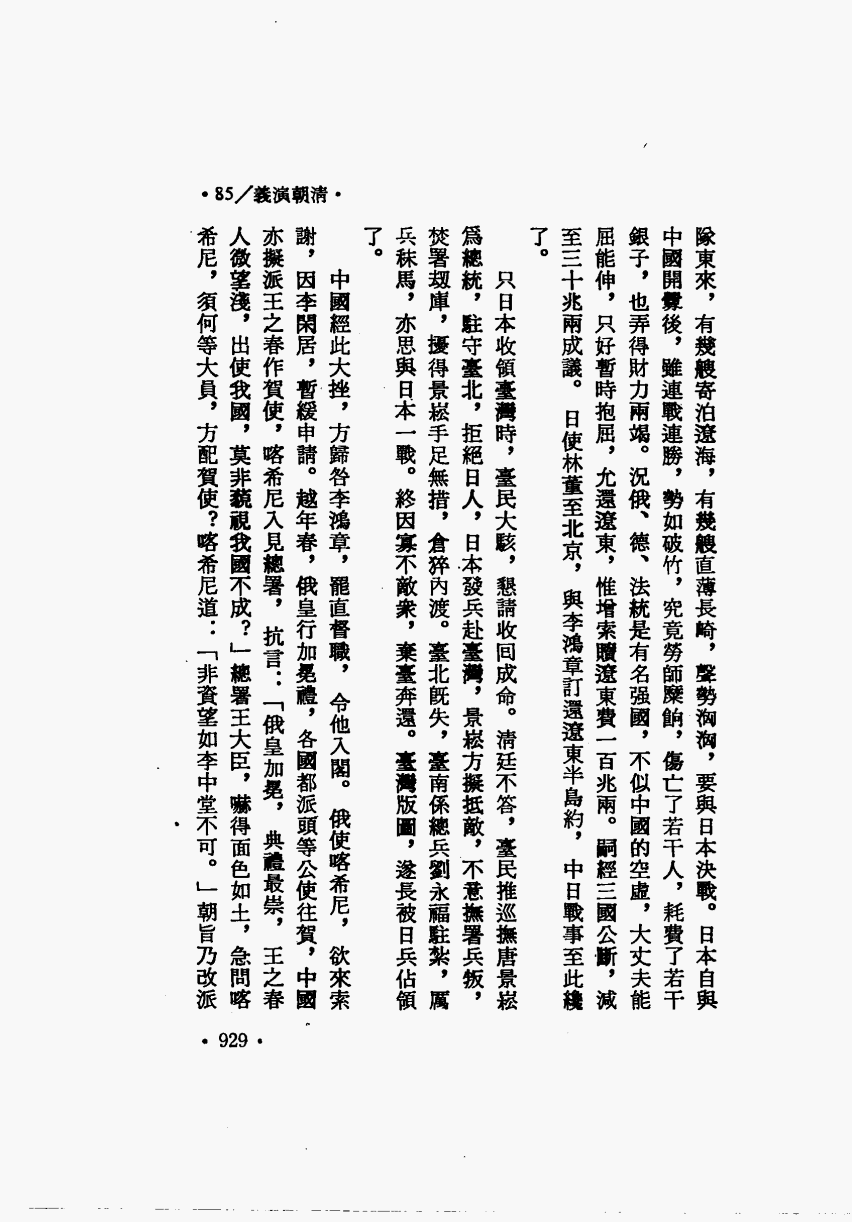 •清朝演義/85•
隊東來，有幾艘寄泊遼海，有幾艘直薄長崎，聲勢洶洶，要與日本決戰。日本自與
中國開釁後，雖連戰連勝，勢如破竹，究竟勞師糜餉，傷亡了若干人，耗費了若干
銀子，也弄得財力兩竭。況俄、德、法統是有名强國，不似中國的空虛，大丈夫能
屈能伸，只好暫時抱屈，允還遼東，惟增索贖遼東費一百兆兩。嗣經三國公斷，減
至三十兆兩成議。日使林董至北京，與李鴻章訂還遼東半島約，中日戰事至此纔
了。
只日本收領臺灣時，臺民大駭，懇請收回成命。清廷不答，臺民推巡撫唐景崧
爲總統，駐守臺北，拒絕日人，日本發兵赴臺灣，景崧方擬抵敵，不意撫署兵叛，
焚署刼庫，擾得景崧手足無措，倉猝內渡。臺北旣失，臺南係總兵劉永福駐紮，厲
兵秣馬，亦思與日本一戰。終因寡不敵衆，棄臺奔還。臺灣版圖，遂長被日兵佔領
了。
中國經此大挫，方歸咎李鴻章，罷直督職，令他入閣。俄使喀希尼，欲來索
謝，因李閑居，暫緩申請。越年春，俄皇行加冕禮，各國都派頭等公使往賀，中國
亦擬派王之春作賀使，喀希尼入見總署，抗言：「俄皇加冕，典禮最崇，王之春
人微望淺，出使我國，莫非藐視我國不成？」總署王大臣，嚇得面色如土，急問喀
希尼，須何等大員，方配賀使？喀希尼道：「非資望如李中堂不可。」朝旨乃改派
•929•